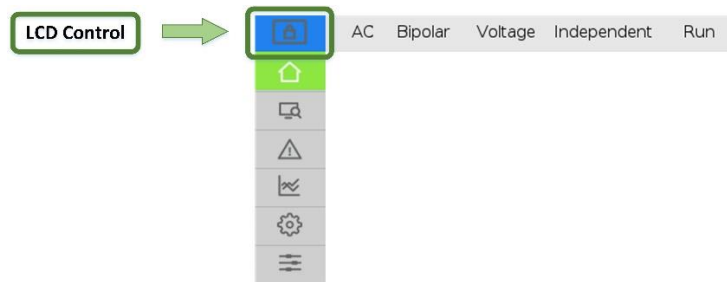 LCD Control
AC Bipolar Voltage Independent Run